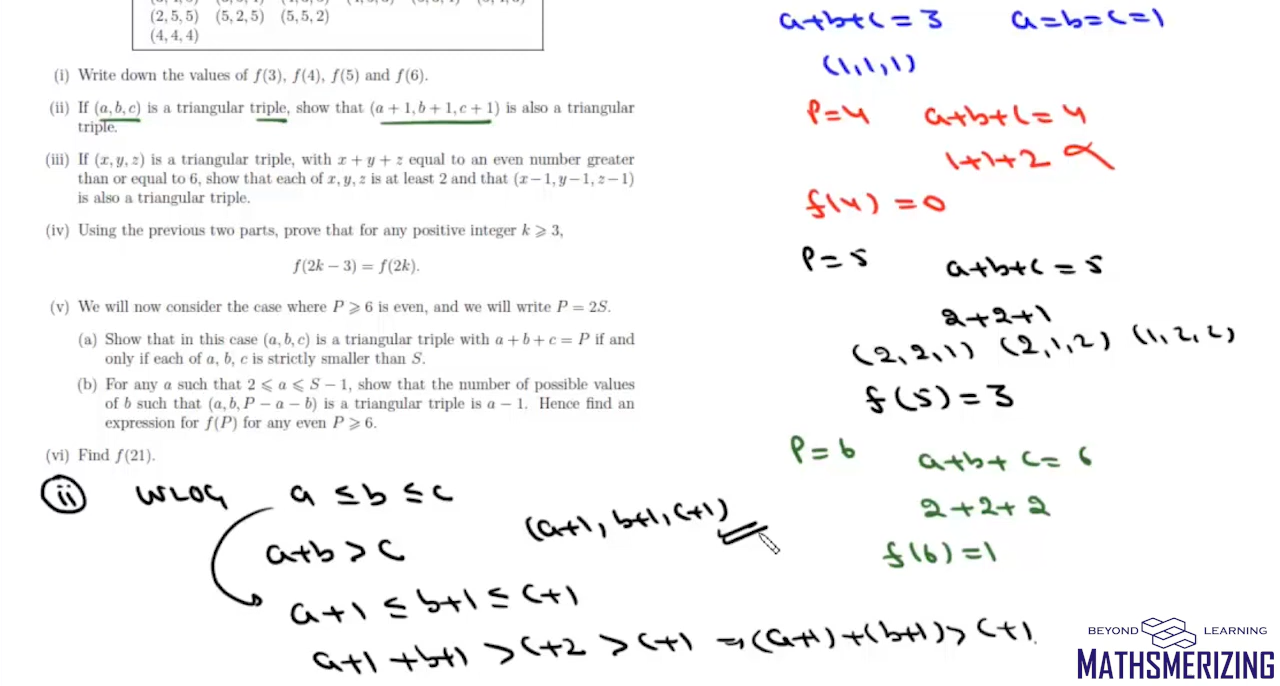 (2, 5, 5) (5, 2, 5) (5, 5, 2)
(4, 4, 4)
(i) Write down the values of f(3), f(4), f(5) and f(6).
(ii) If (a, b, c) is a triangular triple, show that (a + 1, b + 1, c + 1) is also a triangular
triple.
(iii) If (x, y, z) is a triangular triple, with x + y + z equal to an even number greater
than or equal to 6, show that each of x, y, z is at least 2 and that (x − 1, y − 1, z − 1)
is also a triangular triple.
(iv) Using the previous two parts, prove that for any positive integer k ⩾ 3,
f(2k − 3) = f(2k).
(v) We will now consider the case where P ⩾ 6 is even, and we will write P = 2S.
(a) Show that in this case (a, b, c) is a triangular triple with a + b + c = P if and
only if each of a, b, c is strictly smaller than S.
(b) For any a such that 2 ⩽ a ⩽ S − 1, show that the number of possible values
of b such that (a, b, P − a − b) is a triangular triple is a − 1. Hence find an
expression for f(P) for any even P ⩾ 6.
(vi) Find f(21).
(ii) WLOG a ≤ b ≤ c
a+b > c
(a+1, b+1, c+1)
a+1 ≤ b+1 ≤ c+1
a+1 + b+1 > c+2 > c+1 ⇒ (a+1)+(b+1) > c+1.
a+b+c = 3 a=b=c=1
(1,1,1)
P=4 a+b+c = 4
1+1+2
f(4) = 0
P=5 a+b+c = 5
2+2+1
(2,2,1) (2,1,2) (1,2,2)
f(5) = 3
P=6 a+b+c = 6
2+2+2
f(6) = 1
BEYOND LEARNING
MATHSMERIZING